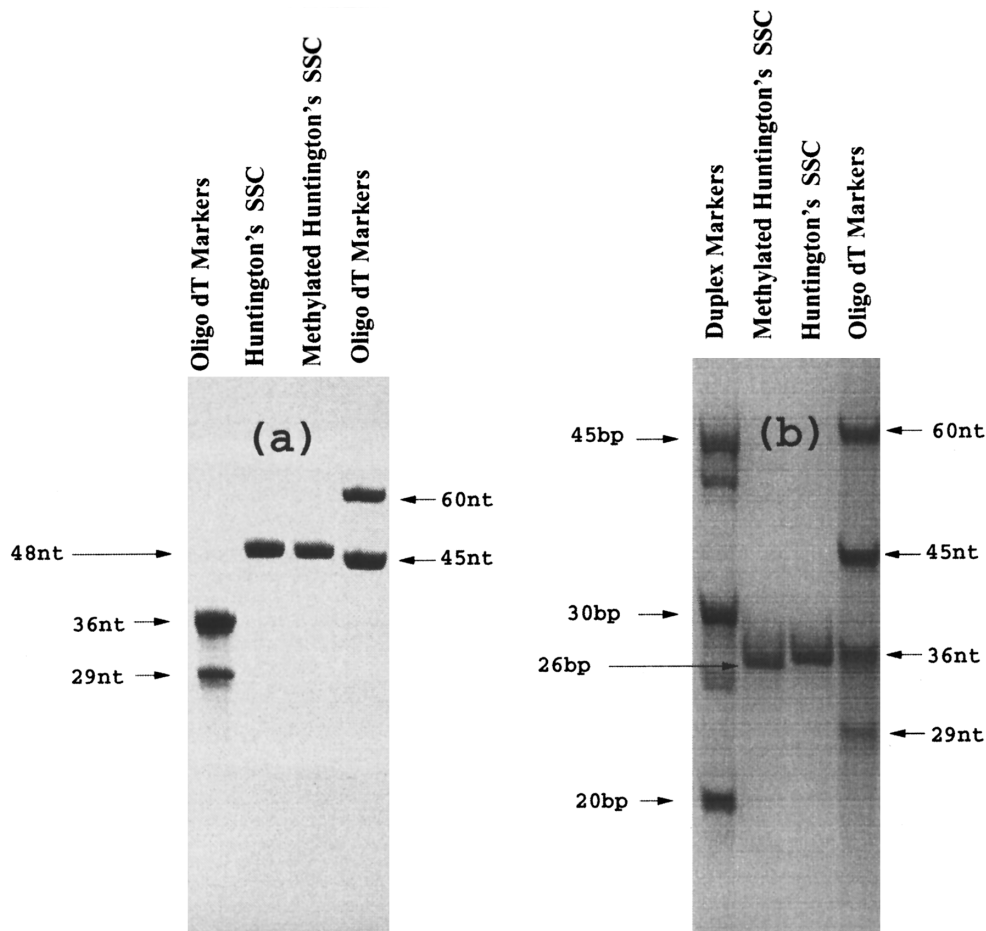 Oligo dT Markers
Huntington's SSC
Methylated Huntington's SSC
Oligo dT Markers
(a)
60nt
48nt
45nt
36nt
29nt
Duplex Markers
Methylated Huntington's SSC
Huntington's SSC
Oligo dT Markers
(b)
45bp
60nt
45nt
30bp
36nt
26bp
29nt
20bp